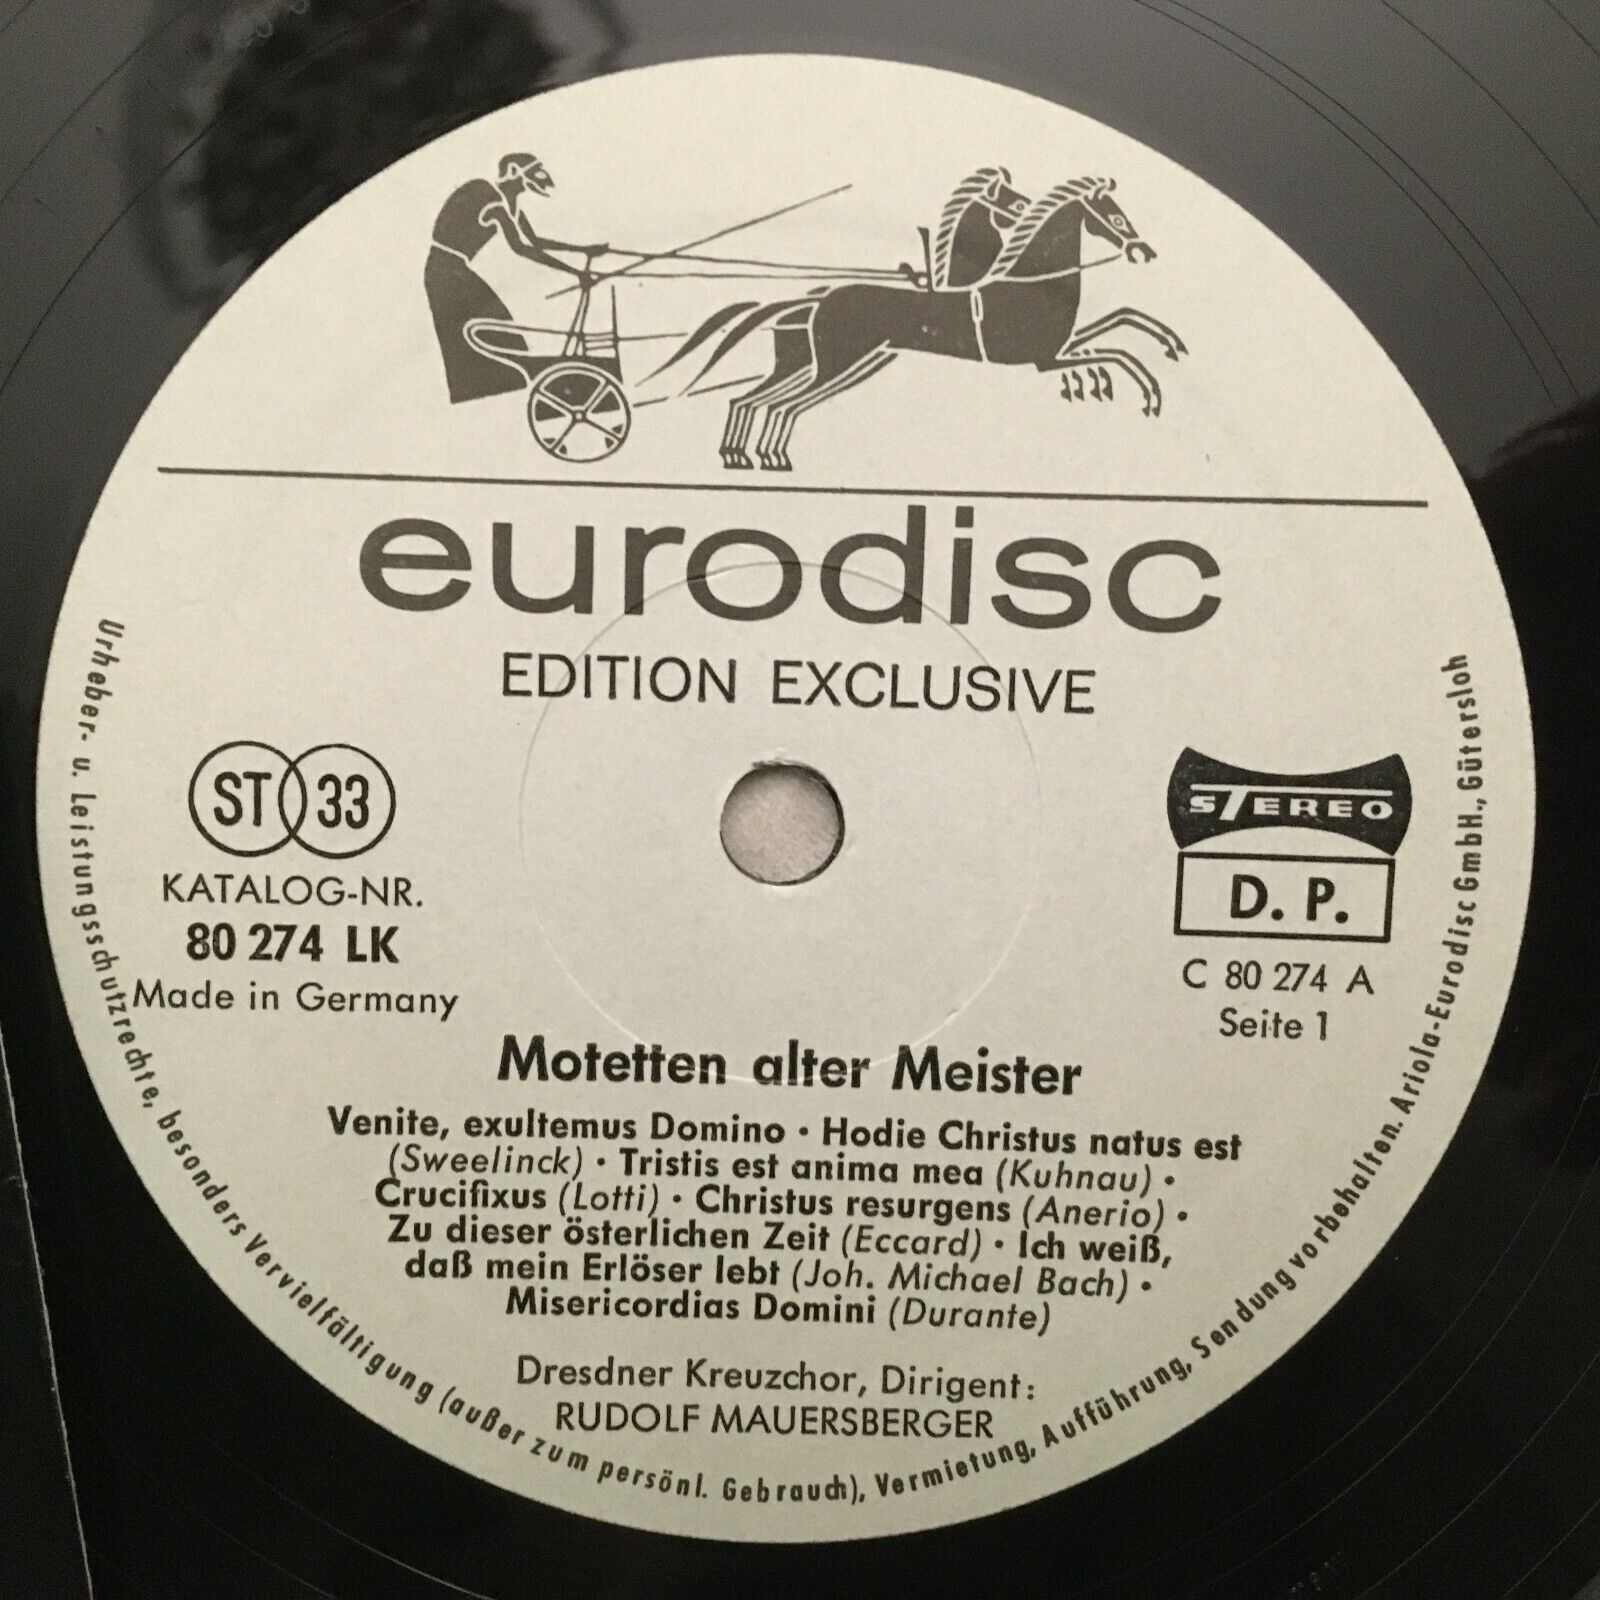 eurodisc
EDITION EXCLUSIVE
ST 33
KATALOG-NR.
80 274 LK
Made in Germany
STEREO
D. P.
C 80 274 A
Seite 1
Motetten alter Meister
Venite, exultemus Domino • Hodie Christus natus est
(Sweelinck) • Tristis est anima mea (Kuhnau) •
Crucifixus (Lotti) • Christus resurgens (Anerio) •
Zu dieser österlichen Zeit (Eccard) • Ich weiß,
daß mein Erlöser lebt (Joh. Michael Bach) •
Misericordias Domini (Durante)
Dresdner Kreuzchor, Dirigent:
RUDOLF MAUERSBERGER
Urheber- u. Leistungsschutzrechte, besonders Vervielfältigung (außer zum persönl. Gebrauch), Vermietung, Aufführung, Sendung vorbehalten. Ariola-Eurodisc GmbH., Gütersloh